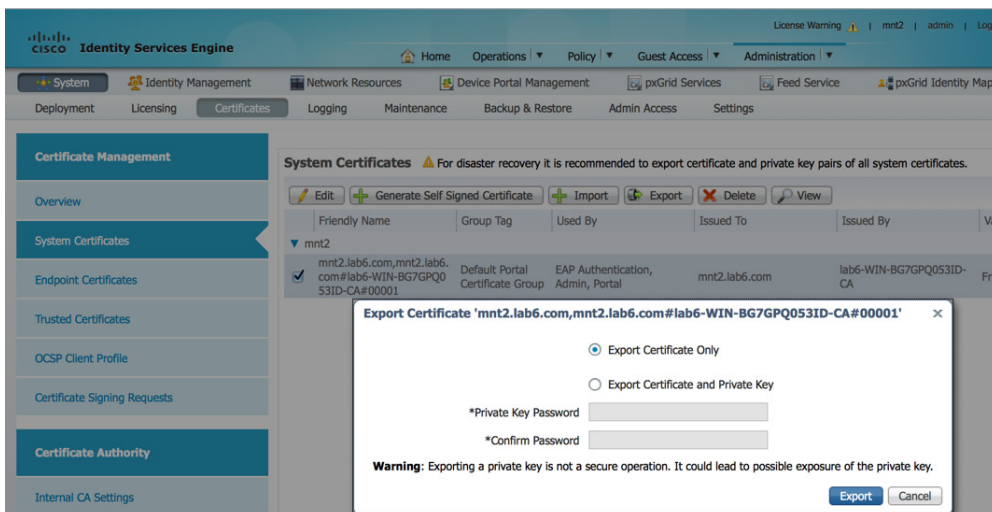 License Warning | mnt2 | admin | Log
cisco Identity Services Engine
Home Operations | Policy | Guest Access | Administration |
System Identity Management Network Resources Device Portal Management pxGrid Services Feed Service pxGrid Identity Map
Deployment Licensing Certificates Logging Maintenance Backup & Restore Admin Access Settings
Certificate Management
Overview
System Certificates
Endpoint Certificates
Trusted Certificates
OCSP Client Profile
Certificate Signing Requests
Certificate Authority
Internal CA Settings
System Certificates For disaster recovery it is recommended to export certificate and private key pairs of all system certificates.
Edit Generate Self Signed Certificate Import Export Delete View
Friendly Name Group Tag Used By Issued To Issued By Va
mnt2
mnt2.lab6.com,mnt2.lab6.
com#lab6-WIN-BG7GPQ0
53ID-CA#00001
Default Portal
Certificate Group
EAP Authentication,
Admin, Portal
mnt2.lab6.com
lab6-WIN-BG7GPQ053ID-
CA
Fr
Export Certificate 'mnt2.lab6.com,mnt2.lab6.com#lab6-WIN-BG7GPQ053ID-CA#00001'
Export Certificate Only
Export Certificate and Private Key
*Private Key Password
*Confirm Password
Warning: Exporting a private key is not a secure operation. It could lead to possible exposure of the private key.
Export Cancel